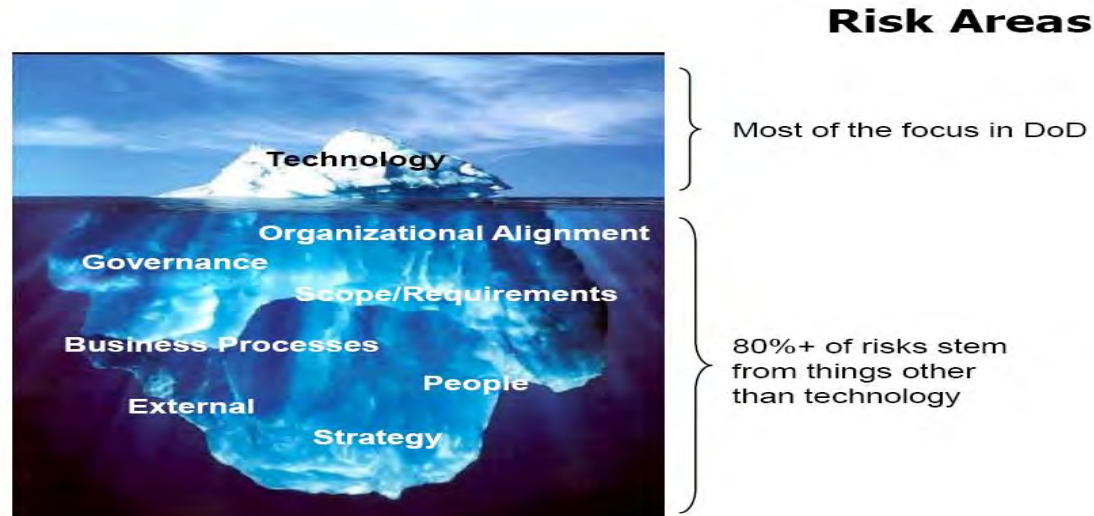 Risk Areas
Technology
Most of the focus in DoD
Organizational Alignment
Governance
Scope/Requirements
Business Processes
People
External
Strategy
80%+ of risks stem
from things other
than technology